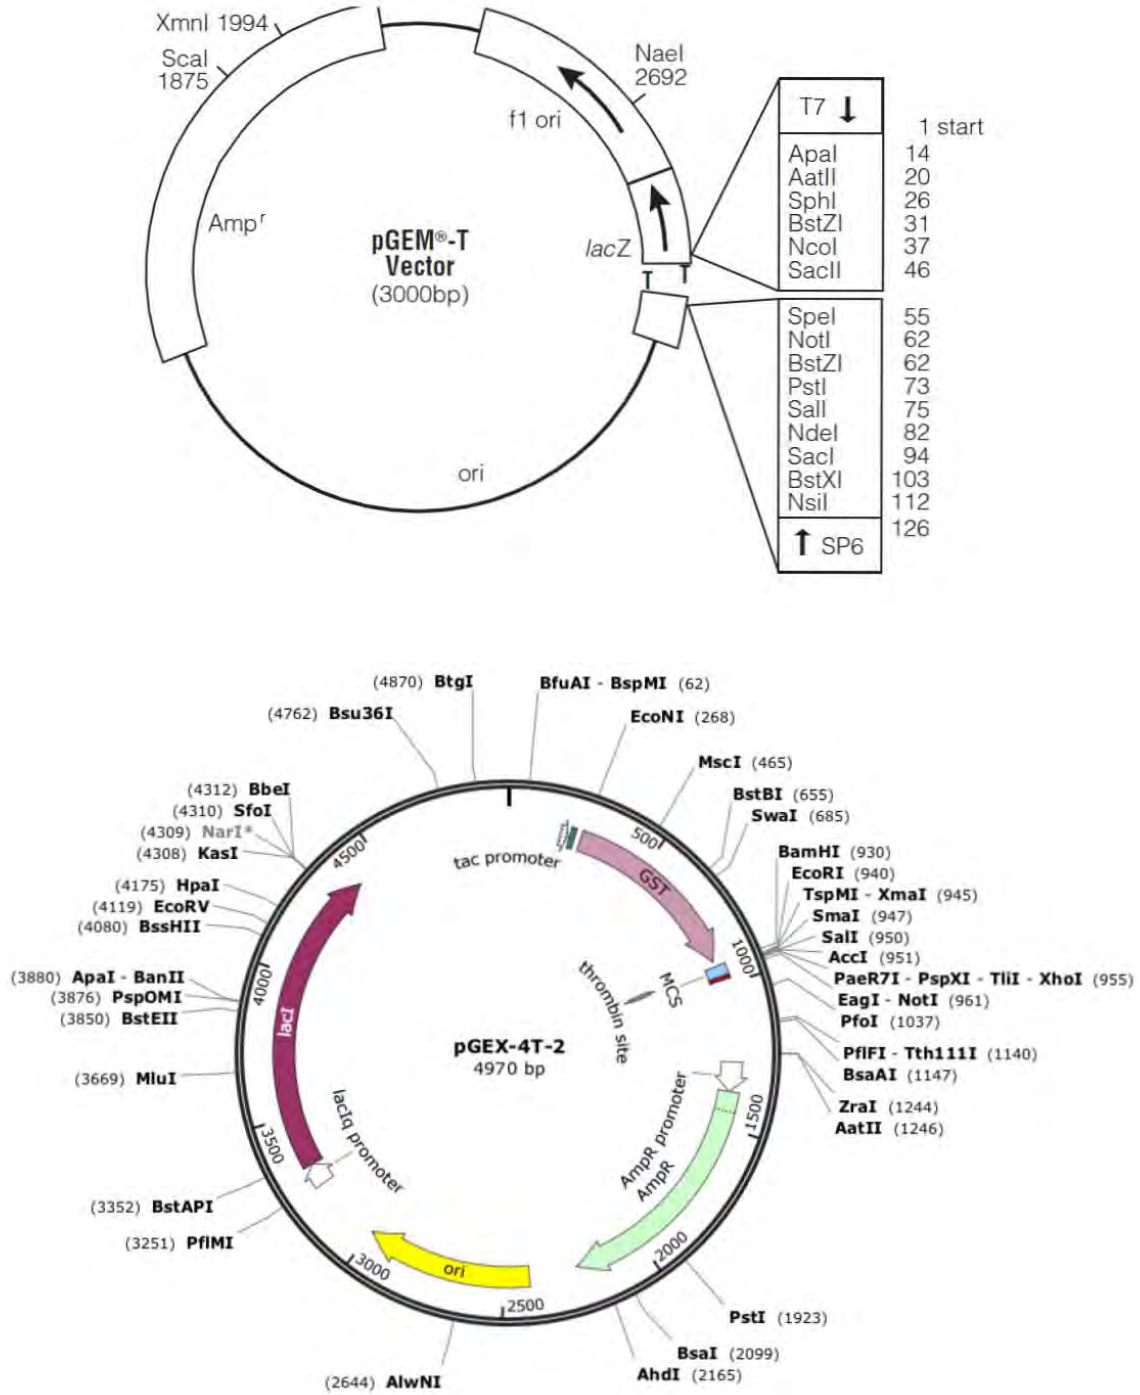 XmnI 1994
ScaI
1875
NaeI
2692
f1 ori
Ampʳ
pGEM®-T
Vector
(3000bp)
lacZ
T T
ori
T7 ↓
1 start
ApaI 14
AatII 20
SphI 26
BstZI 31
NcoI 37
SacII 46
SpeI 55
NotI 62
BstZI 62
PstI 73
SalI 75
NdeI 82
SacI 94
BstXI 103
NsiI 112
126
↑ SP6
(4870) BtgI
BfuAI - BspMI (62)
(4762) Bsu36I
EcoNI (268)
MscI (465)
(4312) BbeI
(4310) SfoI
(4309) NarI*
(4308) KasI
BstBI (655)
SwaI (685)
(4175) HpaI
(4119) EcoRV
(4080) BssHII
(3880) ApaI - BanII
(3876) PspOMI
(3850) BstEII
(3669) MluI
(3352) BstAPI
(3251) PflMI
BamHI (930)
EcoRI (940)
TspMI - XmaI (945)
SmaI (947)
SalI (950)
AccI (951)
PaeR7I - PspXI - TliI - XhoI (955)
EagI - NotI (961)
PfoI (1037)
PflFI - Tth111I (1140)
BsaAI (1147)
ZraI (1244)
AatII (1246)
PstI (1923)
BsaI (2099)
AhdI (2165)
(2644) AlwNI
500
1000
1500
2000
2500
3000
3500
4000
4500
tac promoter
GST
MCS
thrombin site
pGEX-4T-2
4970 bp
AmpR promoter
AmpR
ori
lacIq promoter
lacI